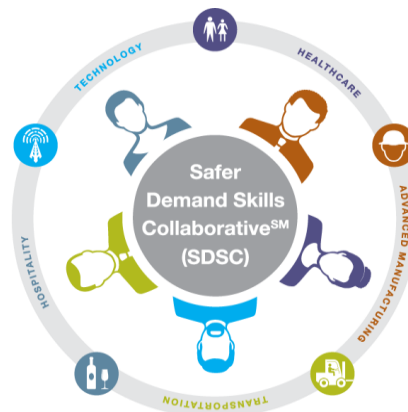 TECHNOLOGY
HEALTHCARE
Safer
Demand Skills
Collaborative℠
(SDSC)
ADVANCED MANUFACTURING
HOSPITALITY
TRANSPORTATION